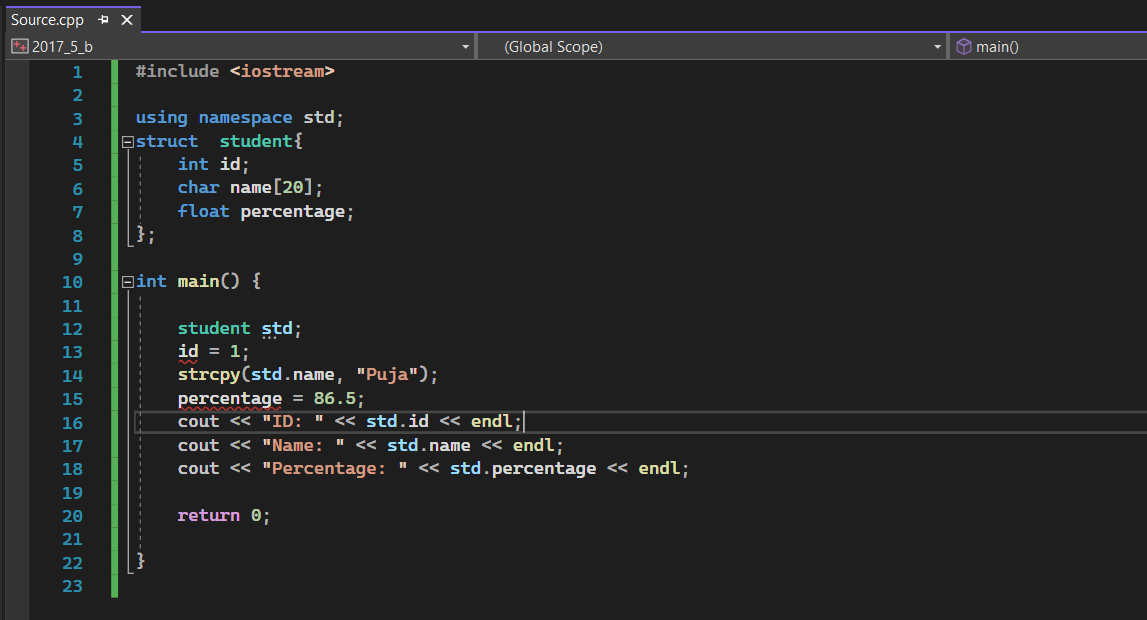 Source.cpp
2017_5_b (Global Scope) main()
1 #include <iostream>
2
3 using namespace std;
4 struct  student{
5     int id;
6     char name[20];
7     float percentage;
8 };
9
10 int main() {
11
12     student std;
13     id = 1;
14     strcpy(std.name, "Puja");
15     percentage = 86.5;
16     cout << "ID: " << std.id << endl;
17     cout << "Name: " << std.name << endl;
18     cout << "Percentage: " << std.percentage << endl;
19
20     return 0;
21
22 }
23